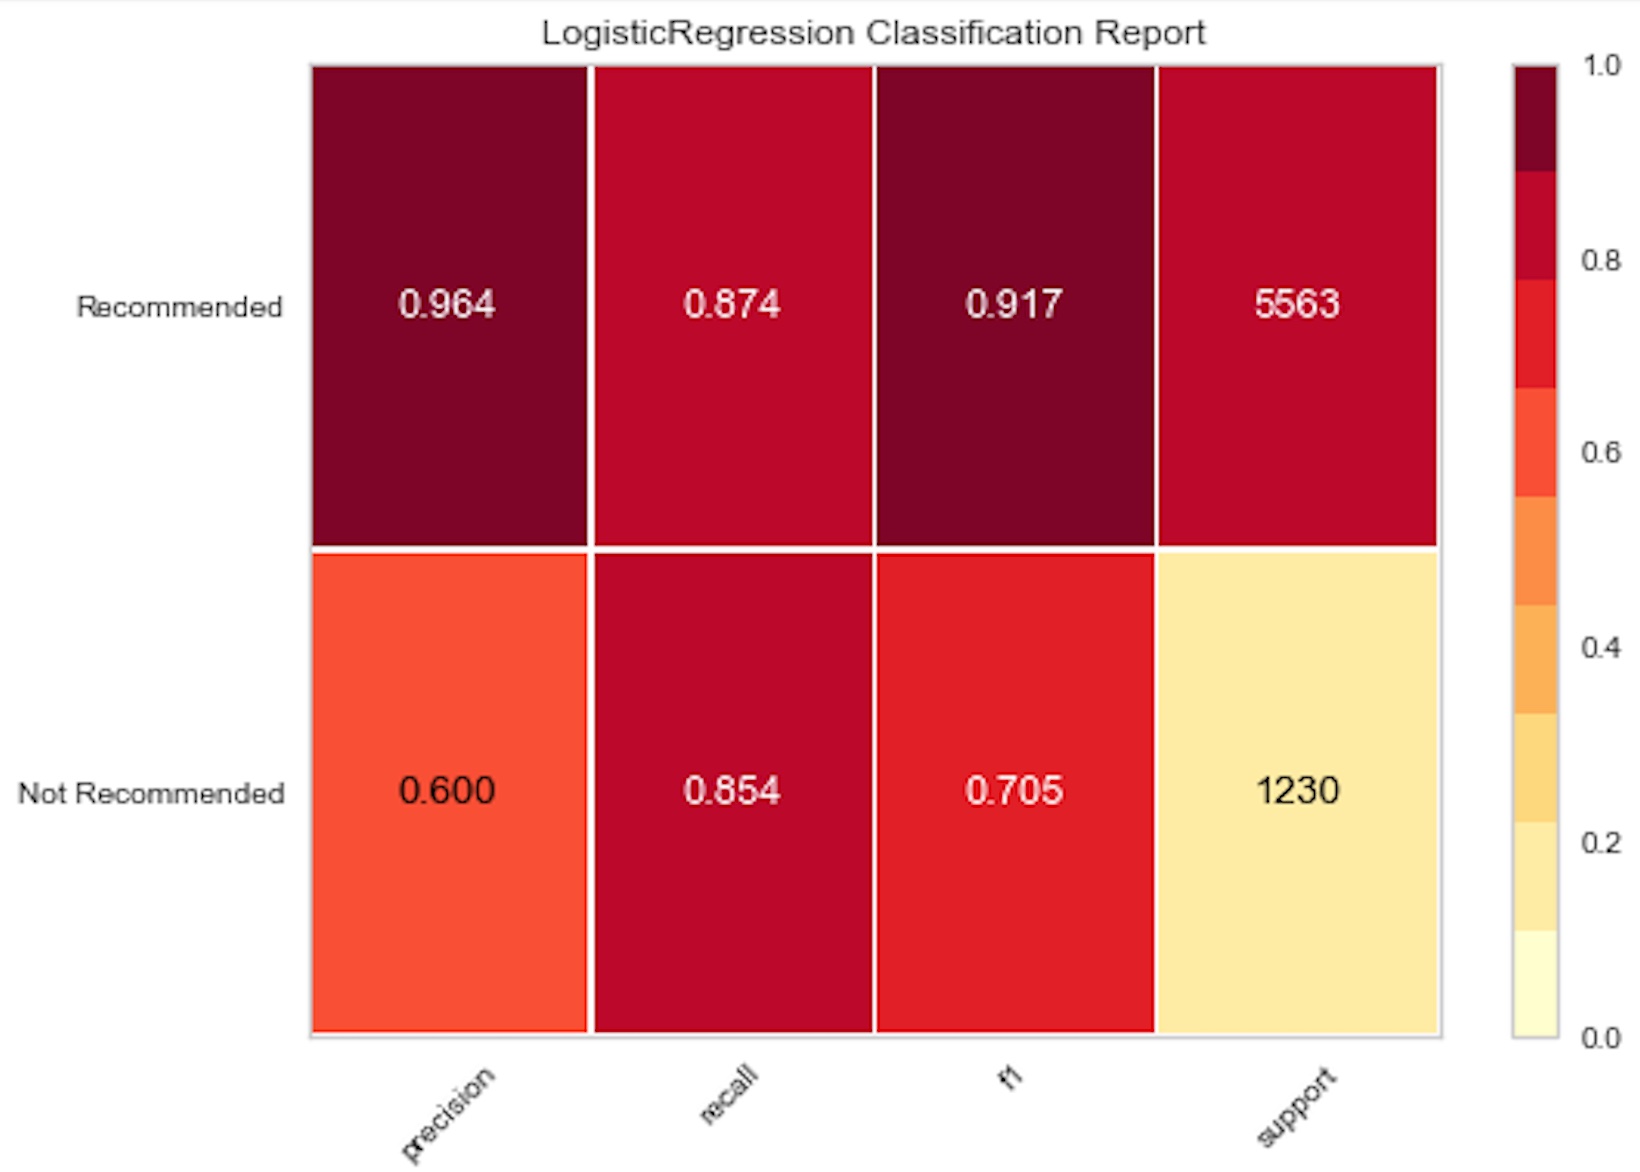 LogisticRegression Classification Report
1.0
Recommended 0.964 0.874 0.917 5563
0.8
0.6
0.4
Not Recommended 0.600 0.854 0.705 1230
0.2
0.0
precision recall f1 support